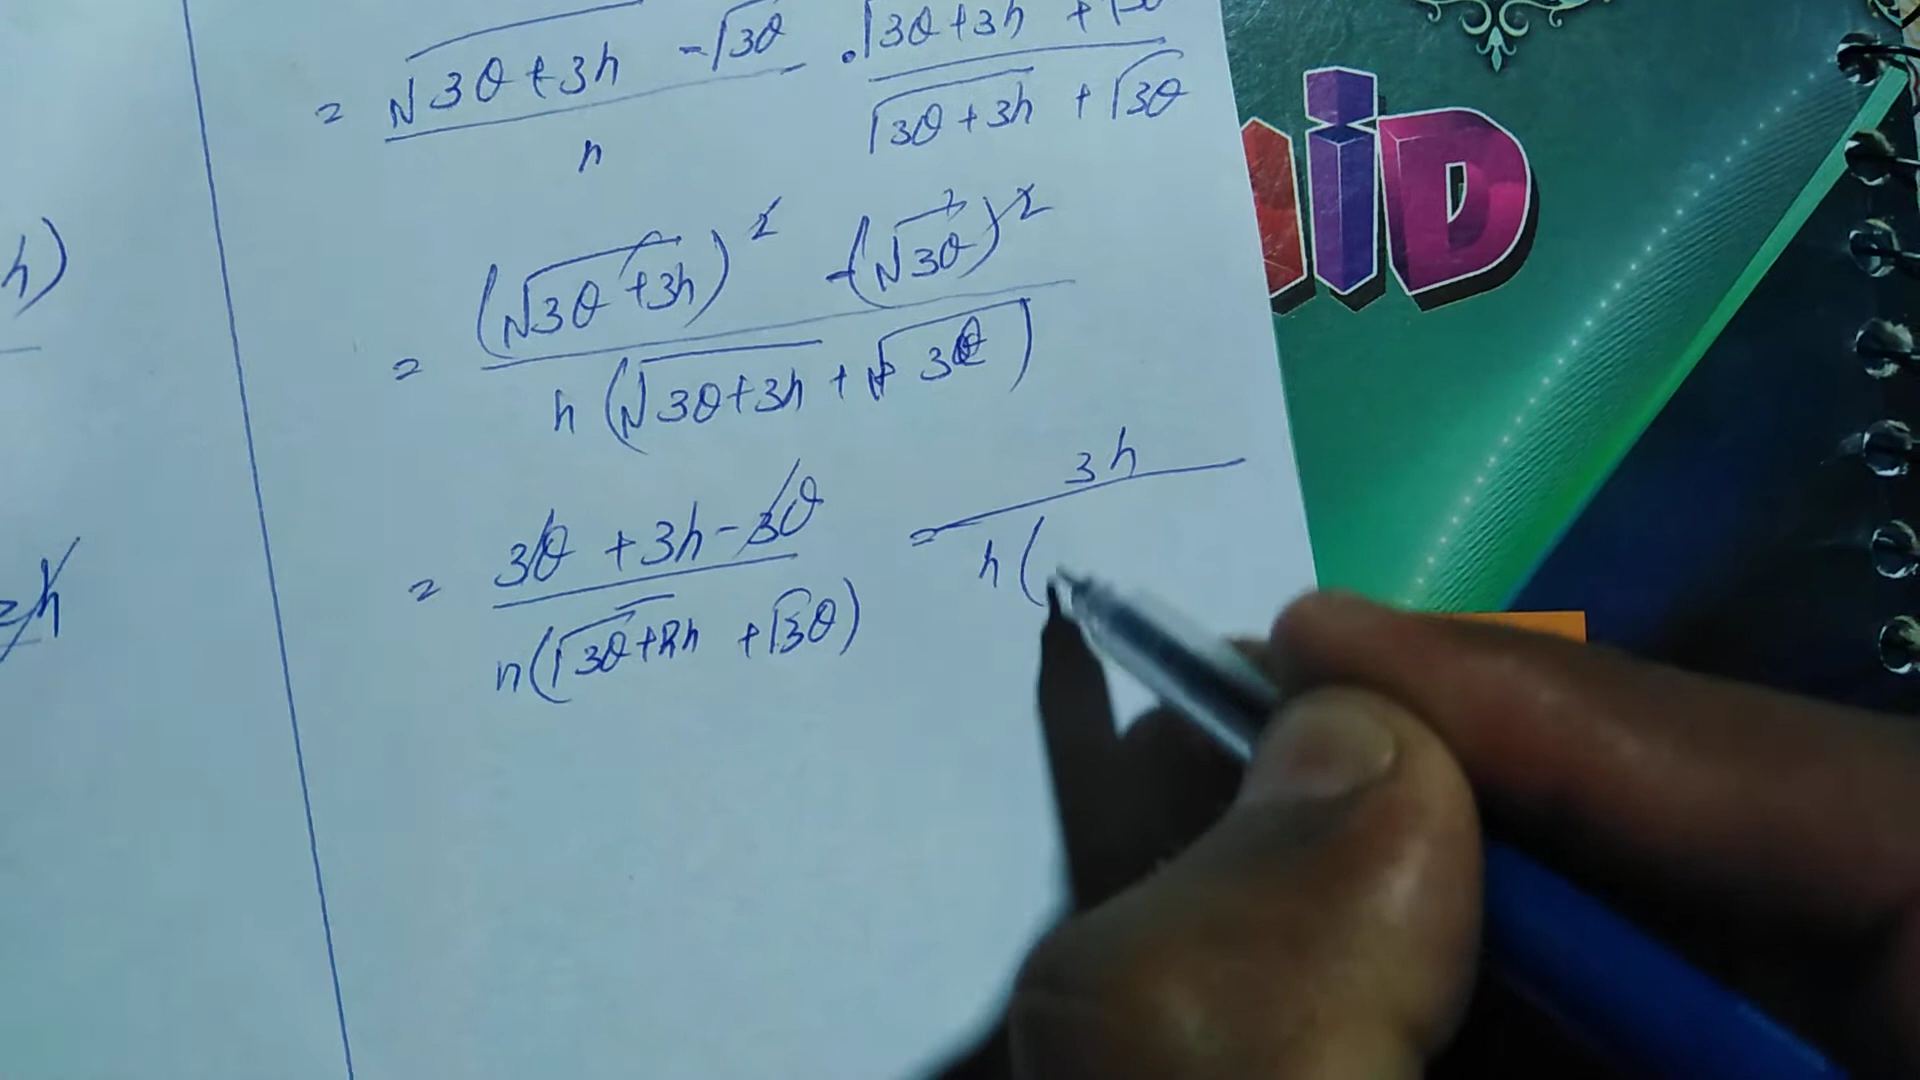 = (√(3θ+3h) - √3θ)/h . (√(3θ+3h) + √3θ)/(√(3θ+3h) + √3θ)
h)
= ((√(3θ+3h))² - (√3θ)²)/(h(√(3θ+3h) + √3θ))
= (3θ+3h-3θ)/(h(√(3θ+3h) + √3θ)) = 3h/(h(
=h
iD